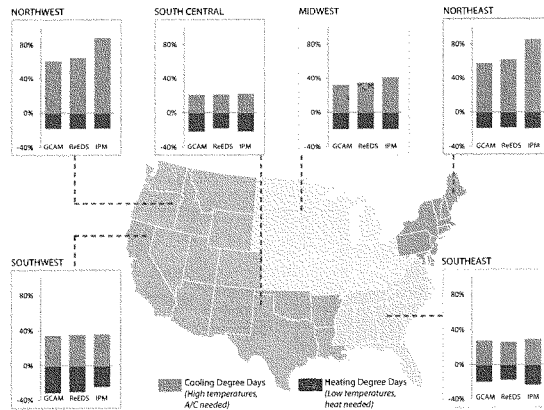 NORTHWEST
80%
40%
0%
-40%
GCAM ReEDS IPM
SOUTH CENTRAL
80%
40%
0%
-40%
GCAM ReEDS IPM
MIDWEST
80%
40%
0%
-40%
GCAM ReEDS IPM
NORTHEAST
80%
40%
0%
-40%
GCAM ReEDS IPM
SOUTHWEST
80%
40%
0%
-40%
GCAM ReEDS IPM
SOUTHEAST
80%
40%
0%
-40%
GCAM ReEDS IPM
Cooling Degree Days
(High temperatures,
A/C needed)
Heating Degree Days
(Low temperatures,
heat needed)